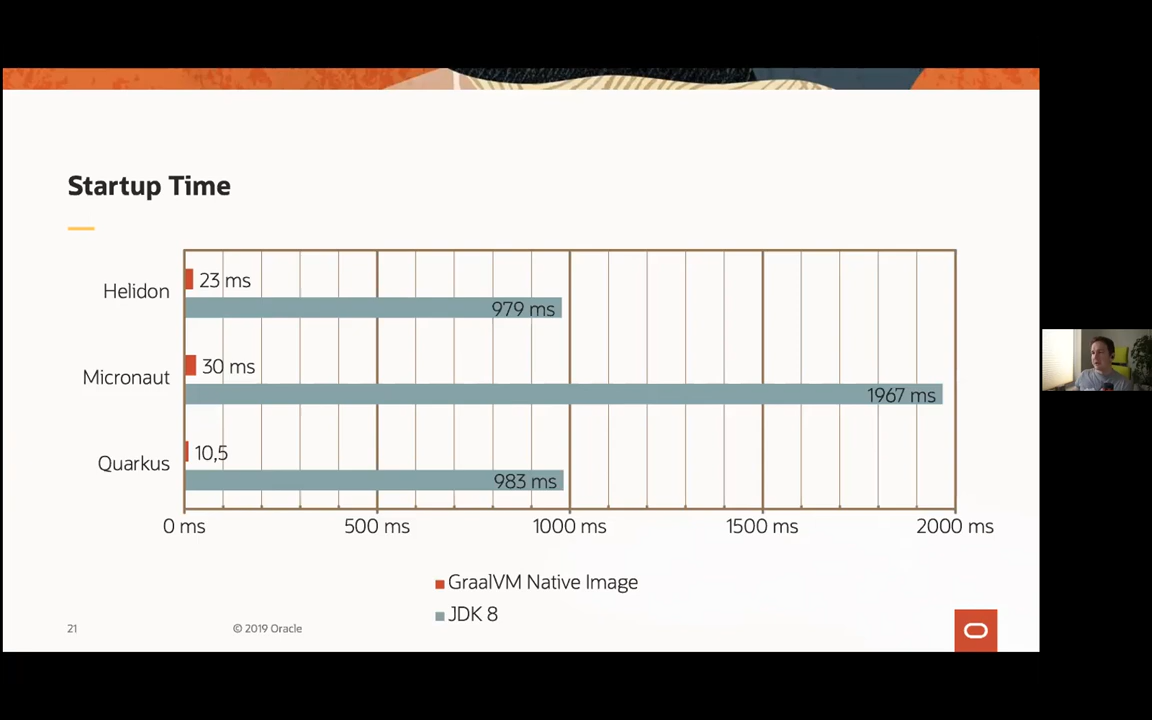 Startup Time
Helidon
23 ms
979 ms
Micronaut
30 ms
1967 ms
Quarkus
10,5
983 ms
0 ms 500 ms 1000 ms 1500 ms 2000 ms
GraalVM Native Image
JDK 8
21 © 2019 Oracle